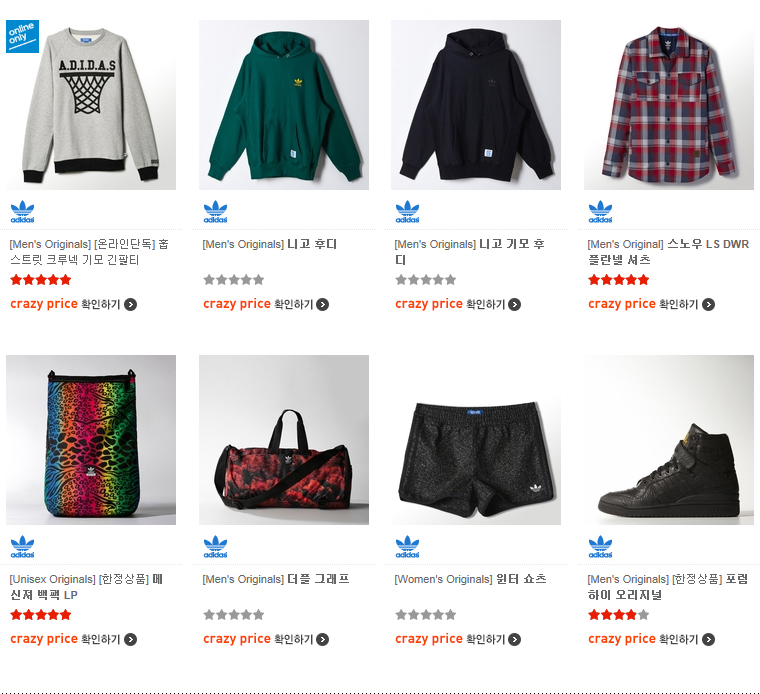 online
only
A.D.I.D.A.S
adidas
adidas
adidas
adidas
[Men's Originals] [온라인단독] 홉
스트릿 크루넥 기모 긴팔티
[Men's Originals] 니고 후디
[Men's Originals] 니고 기모 후
디
[Men's Original] 스노우 LS DWR
플란넬 셔츠
crazy price 확인하기
crazy price 확인하기
crazy price 확인하기
crazy price 확인하기
adidas
adidas
adidas
adidas
[Unisex Originals] [한정상품] 메
신저 백팩 LP
[Men's Originals] 더플 그래프
[Women's Originals] 윈터 쇼츠
[Men's Originals] [한정상품] 포럼
하이 오리지널
crazy price 확인하기
crazy price 확인하기
crazy price 확인하기
crazy price 확인하기